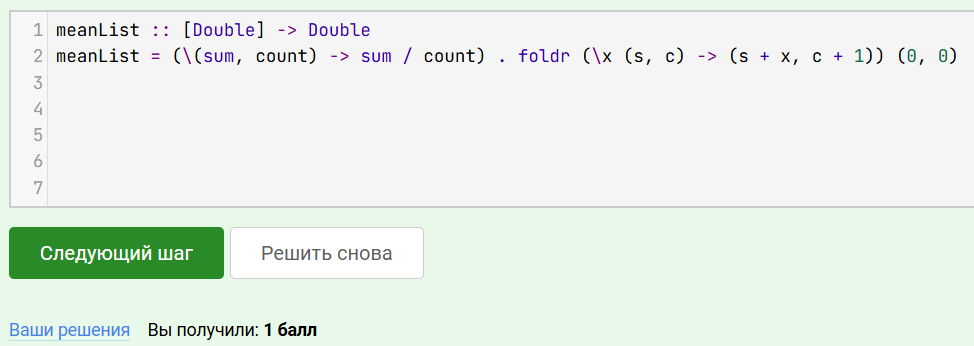 1 meanList :: [Double] -> Double
2 meanList = (\(sum, count) -> sum / count) . foldr (\x (s, c) -> (s + x, c + 1)) (0, 0)
3
4
5
6
7
Следующий шаг Решить снова
Ваши решения Вы получили: 1 балл